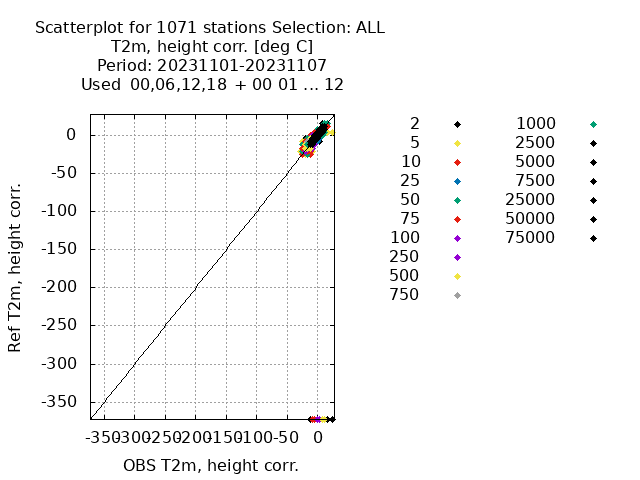 Scatterplot for 1071 stations Selection: ALL
T2m, height corr. [deg C]
Period: 20231101-20231107
Used 00,06,12,18 + 00 01 ... 12
0
-50
-100
-150
-200
-250
-300
-350
Ref T2m, height corr.
-350 -300 -250 -200 -150 -100 -50 0
OBS T2m, height corr.
2 1000
5 2500
10 5000
25 7500
50 25000
75 50000
100 75000
250
500
750